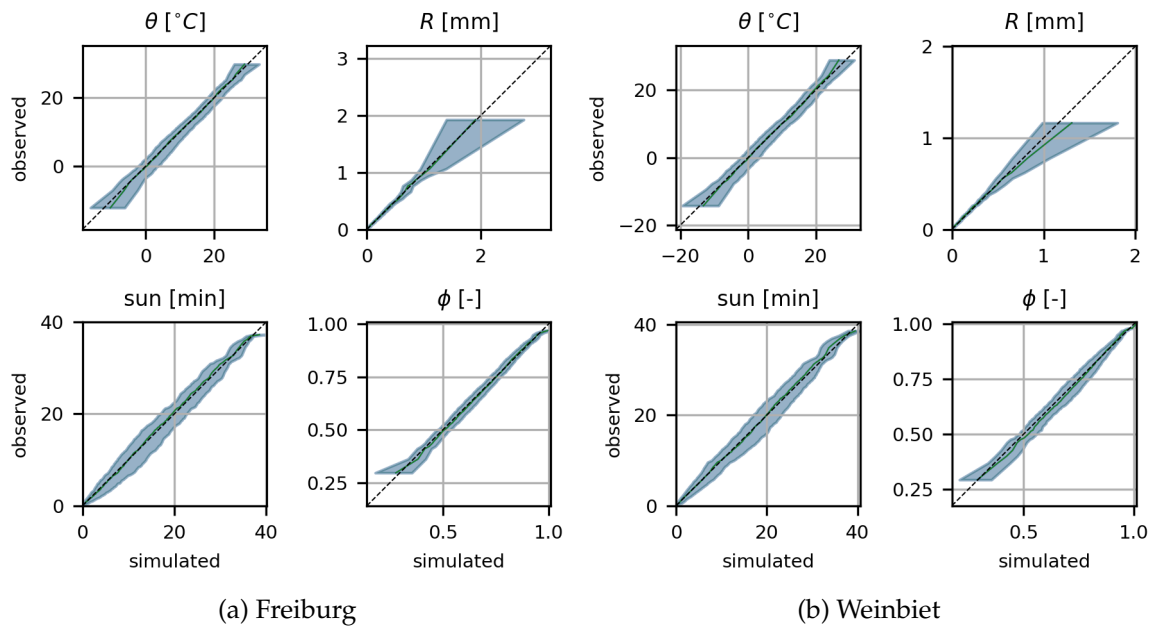 θ [°C]
R [mm]
θ [°C]
R [mm]
observed
20
0
0
20
3
2
1
0
0
2
observed
20
0
−20
−20
0
20
2
1
0
0
1
2
sun [min]
ϕ [-]
sun [min]
ϕ [-]
observed
40
20
0
0
20
40
simulated
1.00
0.75
0.50
0.25
0.5
1.0
simulated
observed
40
20
0
0
20
40
simulated
1.00
0.75
0.50
0.25
0.5
1.0
simulated
(a) Freiburg
(b) Weinbiet